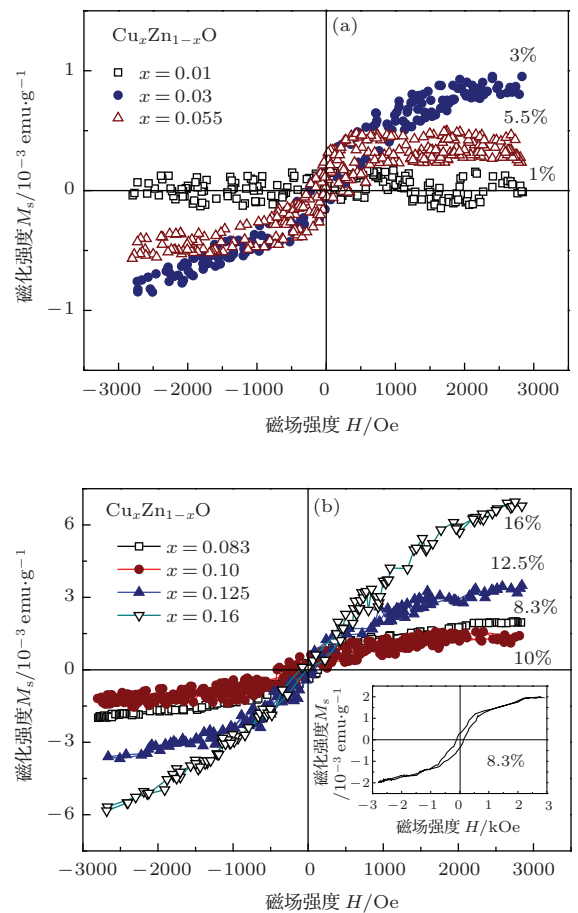 (a)
CuₓZn₁₋ₓO
x=0.01
x=0.03
x=0.055
3%
5.5%
1%
1
0
−1
磁化强度 Mₛ/10⁻³ emu·g⁻¹
−3000 −2000 −1000 0 1000 2000 3000
磁场强度 H/Oe
(b)
CuₓZn₁₋ₓO
x=0.083
x=0.10
x=0.125
x=0.16
16%
12.5%
8.3%
10%
6
3
0
−3
−6
磁化强度Mₛ/10⁻³ emu·g⁻¹
磁化强度Mₛ
/10⁻³ emu·g⁻¹
2
1
0
−1
−2
8.3%
−3 −2 −1 0 1 2 3
磁场强度 H/kOe
−3000 −2000 −1000 0 1000 2000 3000
磁场强度 H/Oe